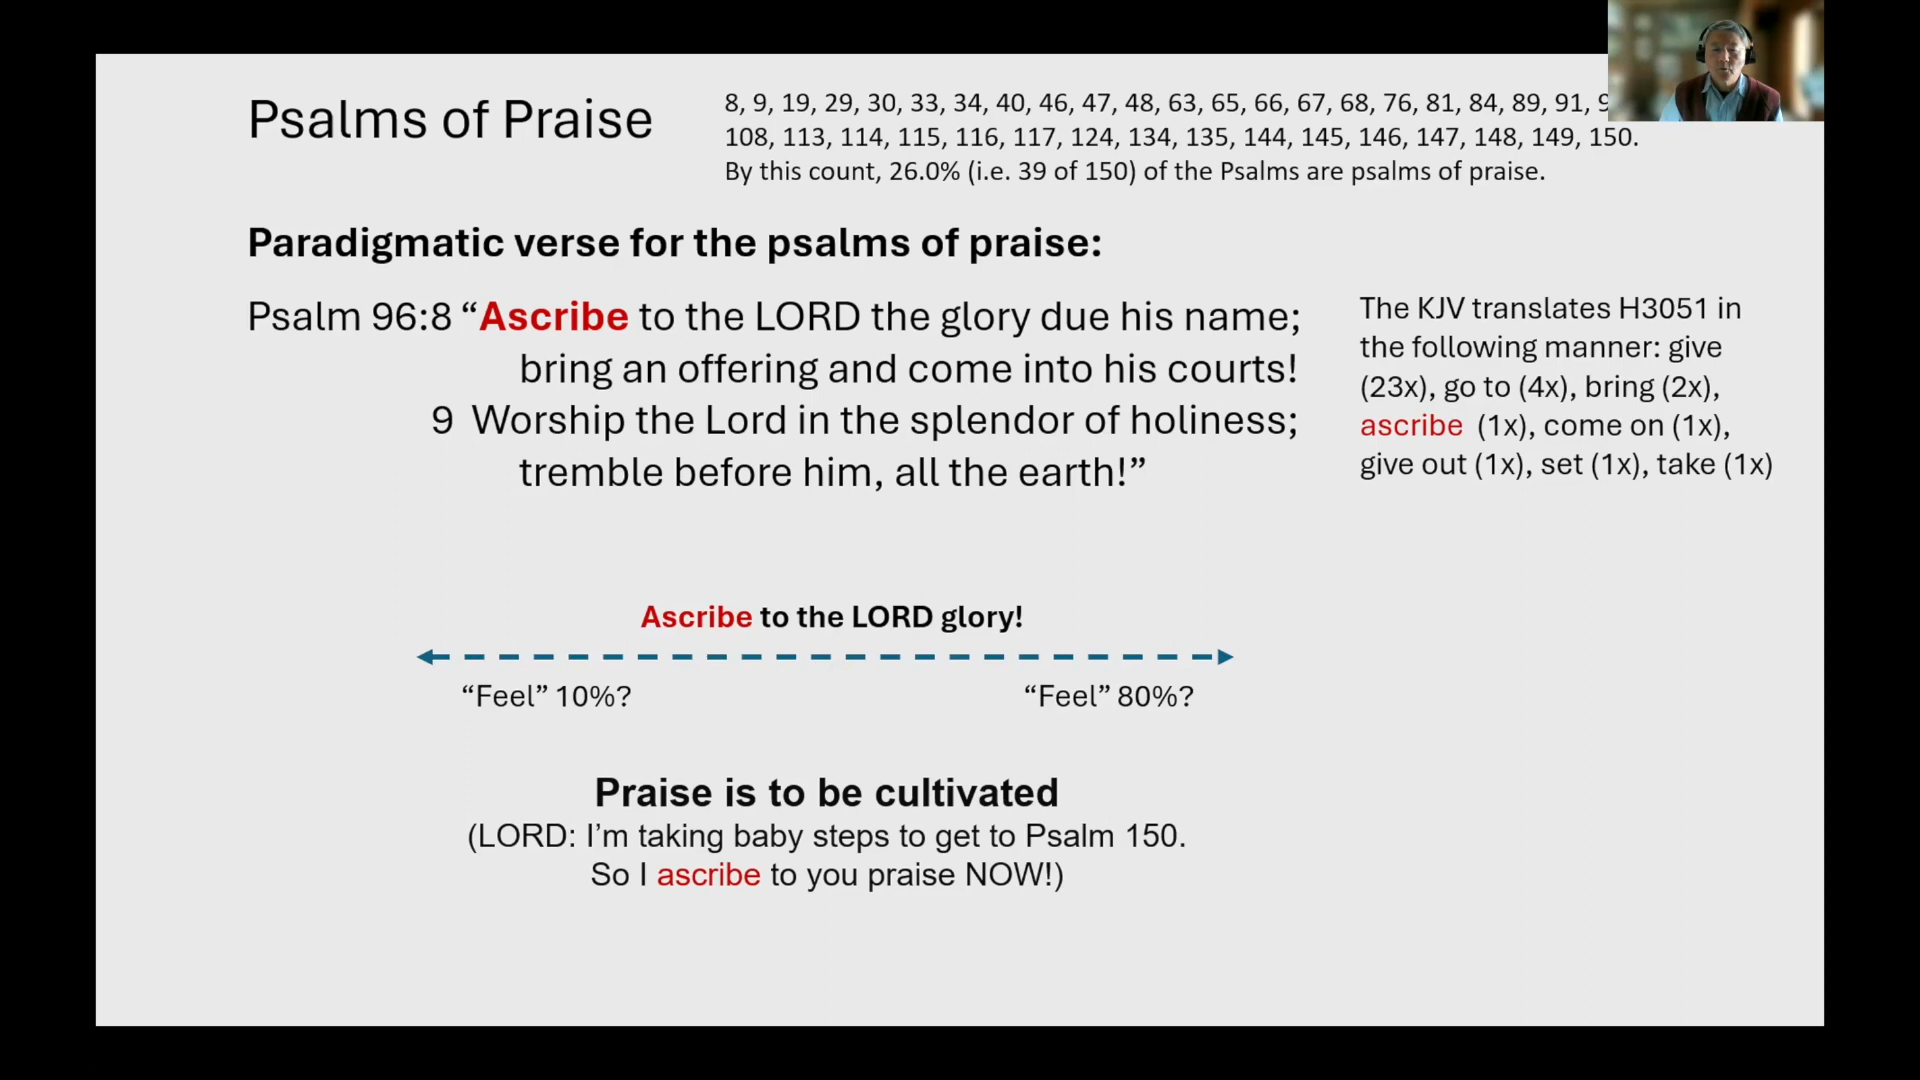 Psalms of Praise
8, 9, 19, 29, 30, 33, 34, 40, 46, 47, 48, 63, 65, 66, 67, 68, 76, 81, 84, 89, 91,
108, 113, 114, 115, 116, 117, 124, 134, 135, 144, 145, 146, 147, 148, 149, 150.
By this count, 26.0% (i.e. 39 of 150) of the Psalms are psalms of praise.
Paradigmatic verse for the psalms of praise:
Psalm 96:8 “Ascribe to the LORD the glory due his name;
bring an offering and come into his courts!
9 Worship the Lord in the splendor of holiness;
tremble before him, all the earth!”
The KJV translates H3051 in
the following manner: give
(23x), go to (4x), bring (2x),
ascribe (1x), come on (1x),
give out (1x), set (1x), take (1x)
Ascribe to the LORD glory!
“Feel” 10%?
“Feel” 80%?
Praise is to be cultivated
(LORD: I’m taking baby steps to get to Psalm 150.
So I ascribe to you praise NOW!)